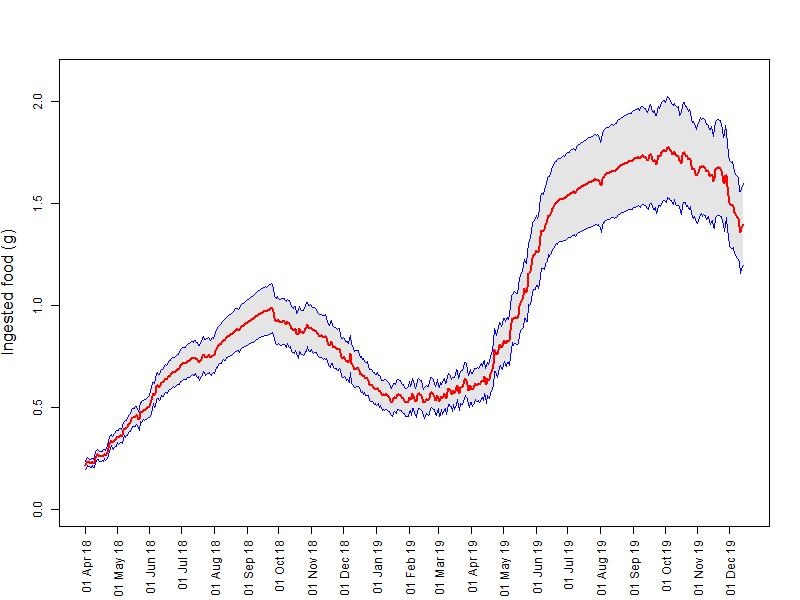 Ingested food (g)
2.0
1.5
1.0
0.5
0.0
01 Apr 18
01 May 18
01 Jun 18
01 Jul 18
01 Aug 18
01 Sep 18
01 Oct 18
01 Nov 18
01 Dec 18
01 Jan 19
01 Feb 19
01 Mar 19
01 Apr 19
01 May 19
01 Jun 19
01 Jul 19
01 Aug 19
01 Sep 19
01 Oct 19
01 Nov 19
01 Dec 19